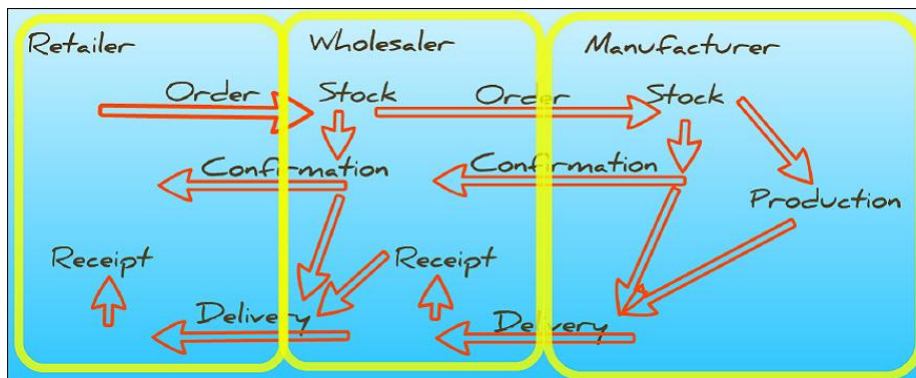 Retailer
Wholesaler
Manufacturer
Order
Stock
Order
Stock
Confirmation
Confirmation
Production
Receipt
Receipt
Delivery
Delivery